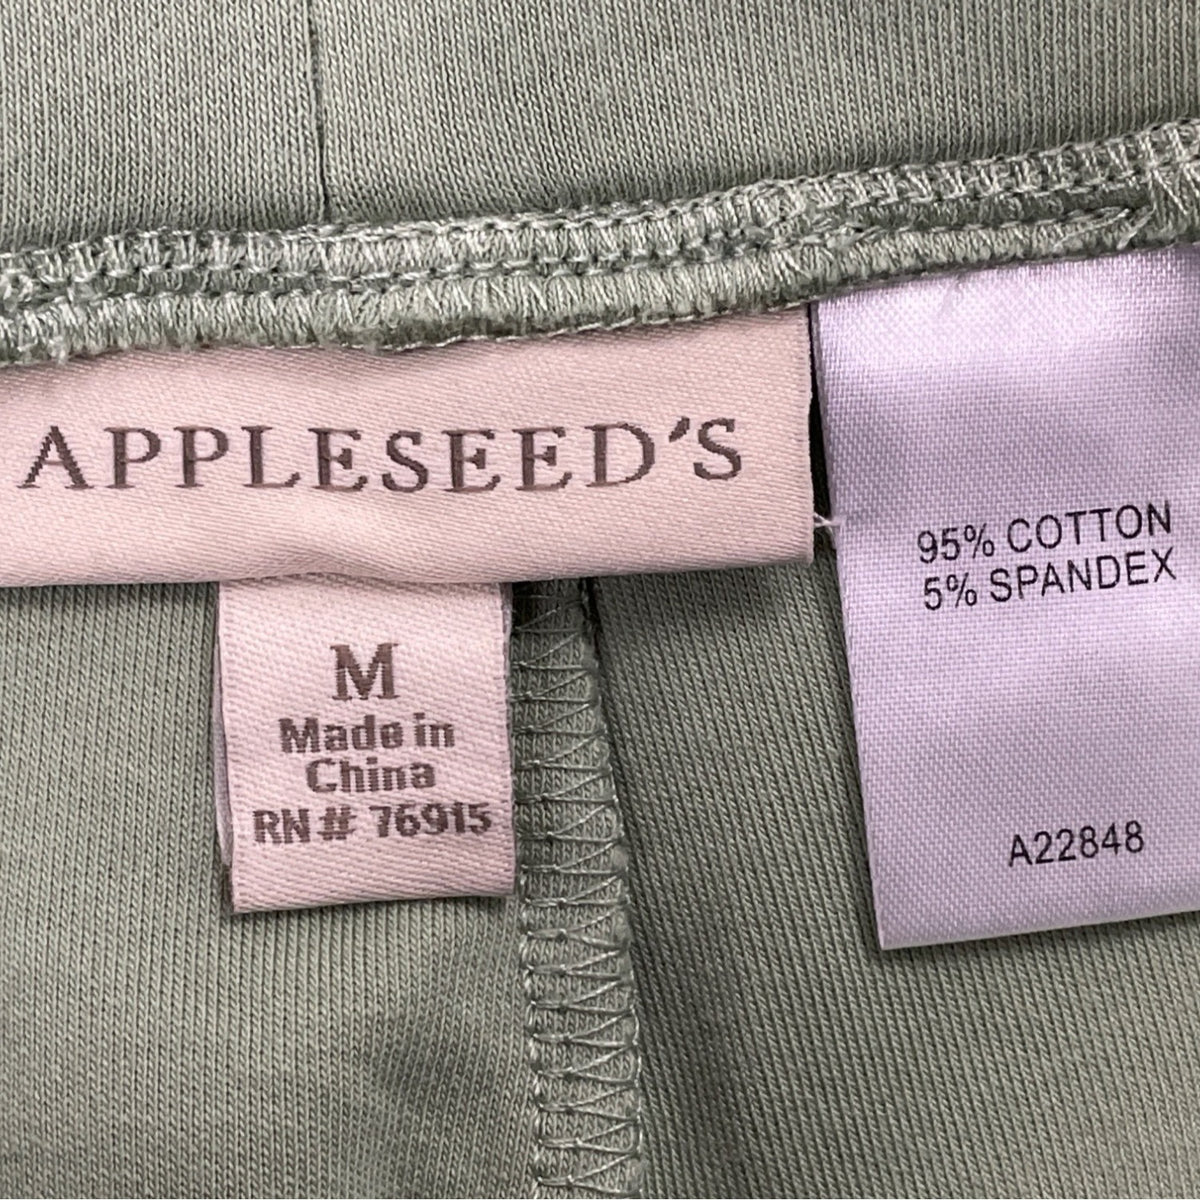 APPLESEED'S
M
Made in
China
RN# 76915
95% COTTON
5% SPANDEX
A22848